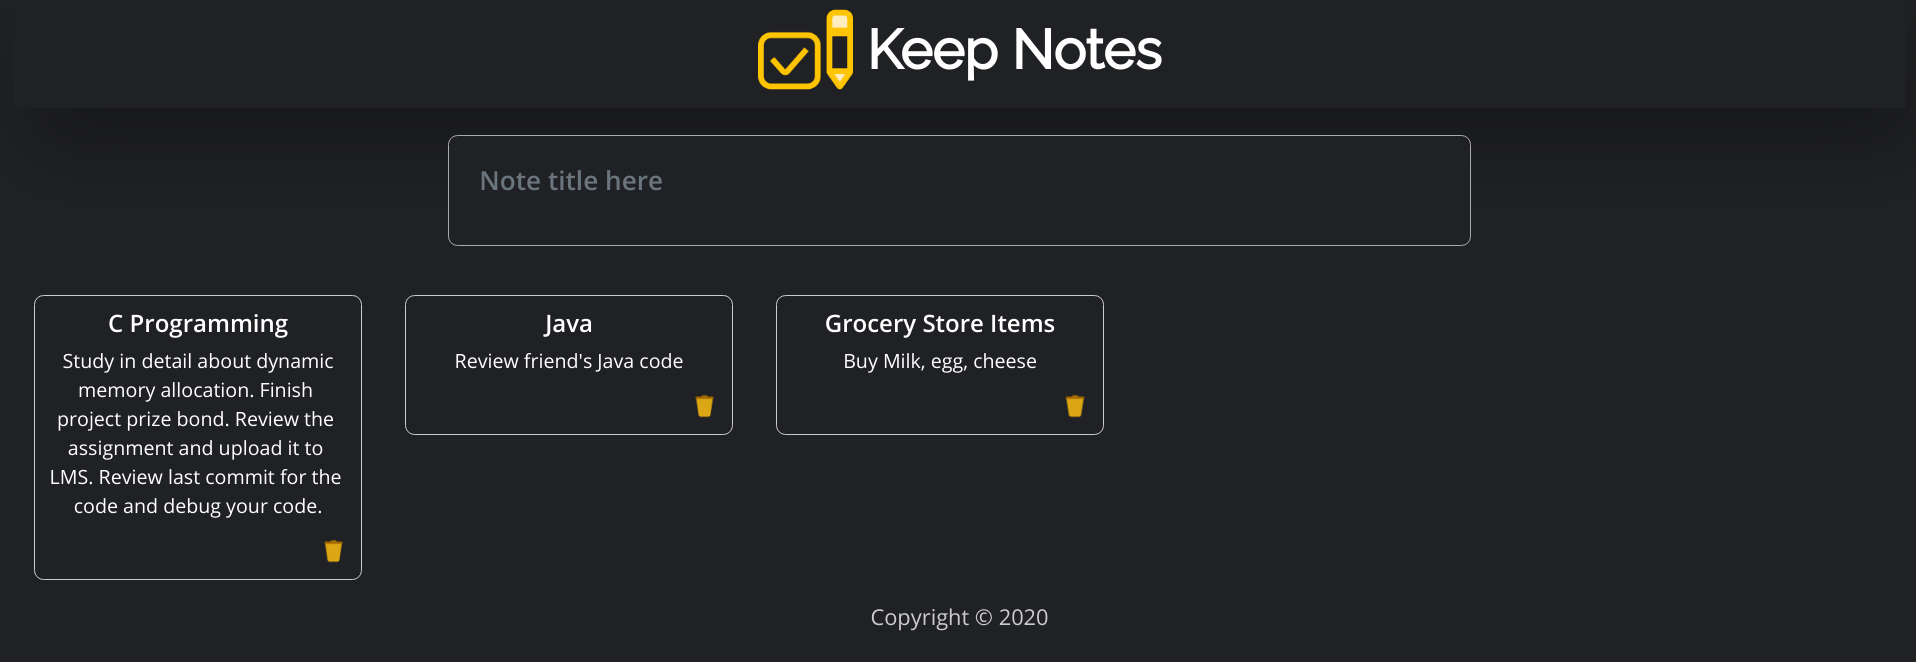 Keep Notes
Note title here
C Programming
Study in detail about dynamic
memory allocation. Finish
project prize bond. Review the
assignment and upload it to
LMS. Review last commit for the
code and debug your code.
Java
Review friend's Java code
Grocery Store Items
Buy Milk, egg, cheese
Copyright © 2020